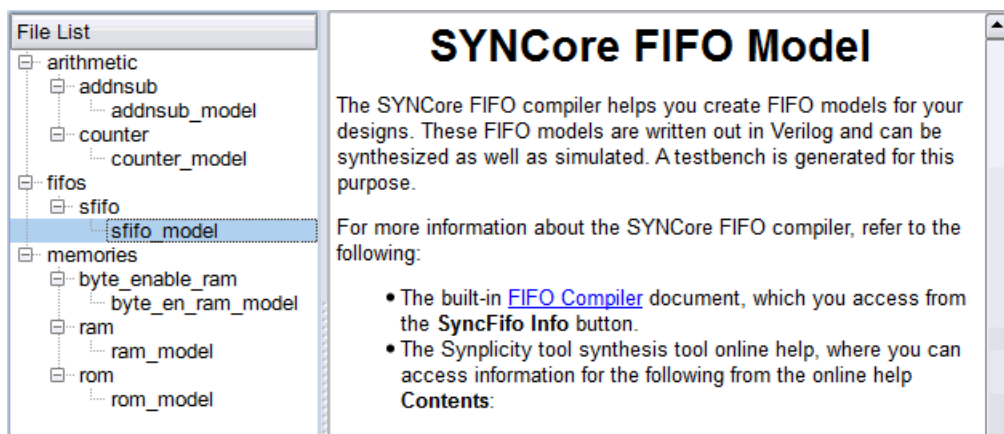 File List
arithmetic
addnsub
addnsub_model
counter
counter_model
fifos
sfifo
sfifo_model
memories
byte_enable_ram
byte_en_ram_model
ram
ram_model
rom
rom_model
SYNCore FIFO Model
The SYNCore FIFO compiler helps you create FIFO models for your
designs. These FIFO models are written out in Verilog and can be
synthesized as well as simulated. A testbench is generated for this
purpose.
For more information about the SYNCore FIFO compiler, refer to the
following:
• The built-in FIFO Compiler document, which you access from
the SyncFifo Info button.
• The Synplicity tool synthesis tool online help, where you can
access information for the following from the online help
Contents: